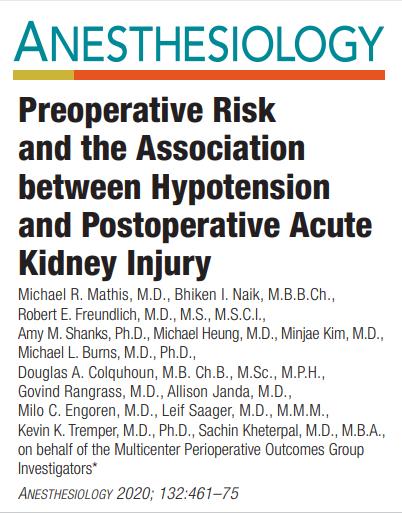 ANESTHESIOLOGY
Preoperative Risk
and the Association
between Hypotension
and Postoperative Acute
Kidney Injury
Michael R. Mathis, M.D., Bhiken I. Naik, M.B.B.Ch.,
Robert E. Freundlich, M.D., M.S., M.S.C.I.,
Amy M. Shanks, Ph.D., Michael Heung, M.D., Minjae Kim, M.D.,
Michael L. Burns, M.D., Ph.D.,
Douglas A. Colquhoun, M.B. Ch.B., M.Sc., M.P.H.,
Govind Rangrass, M.D., Allison Janda, M.D.,
Milo C. Engoren, M.D., Leif Saager, M.D., M.M.M.,
Kevin K. Tremper, M.D., Ph.D., Sachin Kheterpal, M.D., M.B.A.,
on behalf of the Multicenter Perioperative Outcomes Group
Investigators*
ANESTHESIOLOGY 2020; 132:461–75